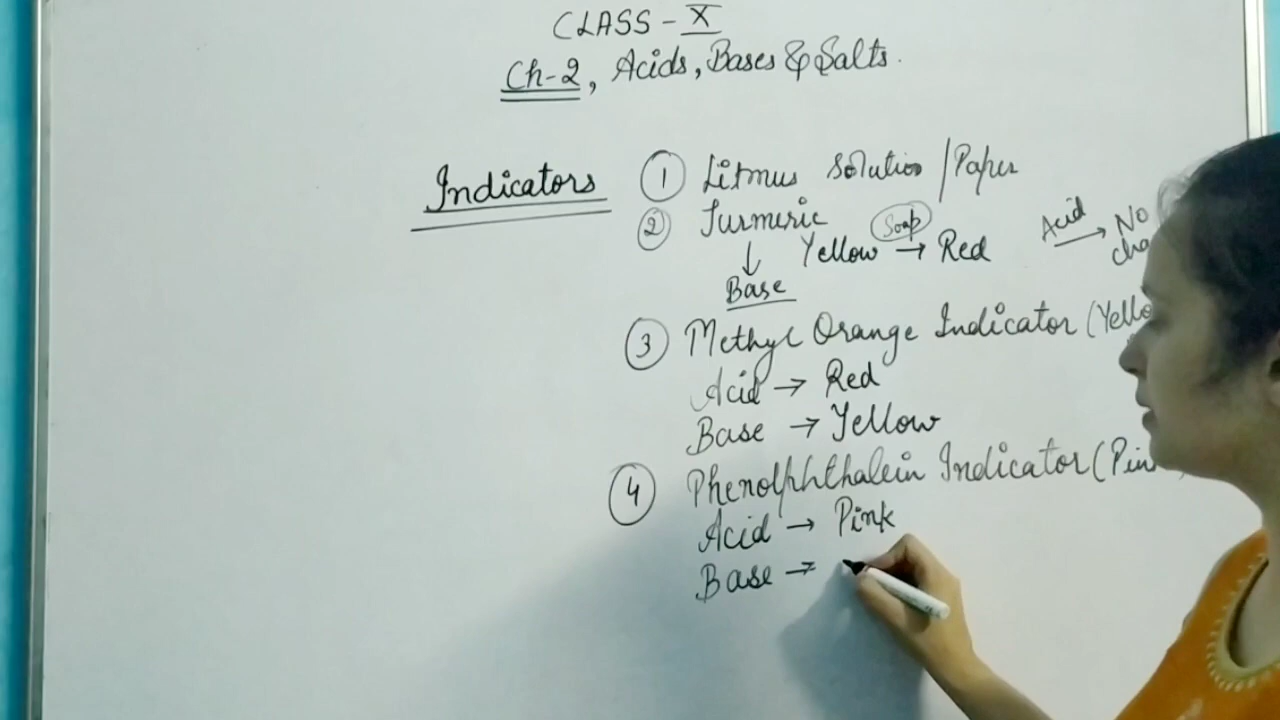 CLASS - X
Ch-2, Acids, Bases & Salts.
Indicators
① Litmus Solution / Paper
② Turmeric
Soap
Yellow → Red
Acid → No
↓
Base
③ Methyl Orange Indicator (Yello
Acid → Red
Base → Yellow
④ Phenolphthalein Indicator (Pin
Acid → Pink
Base →